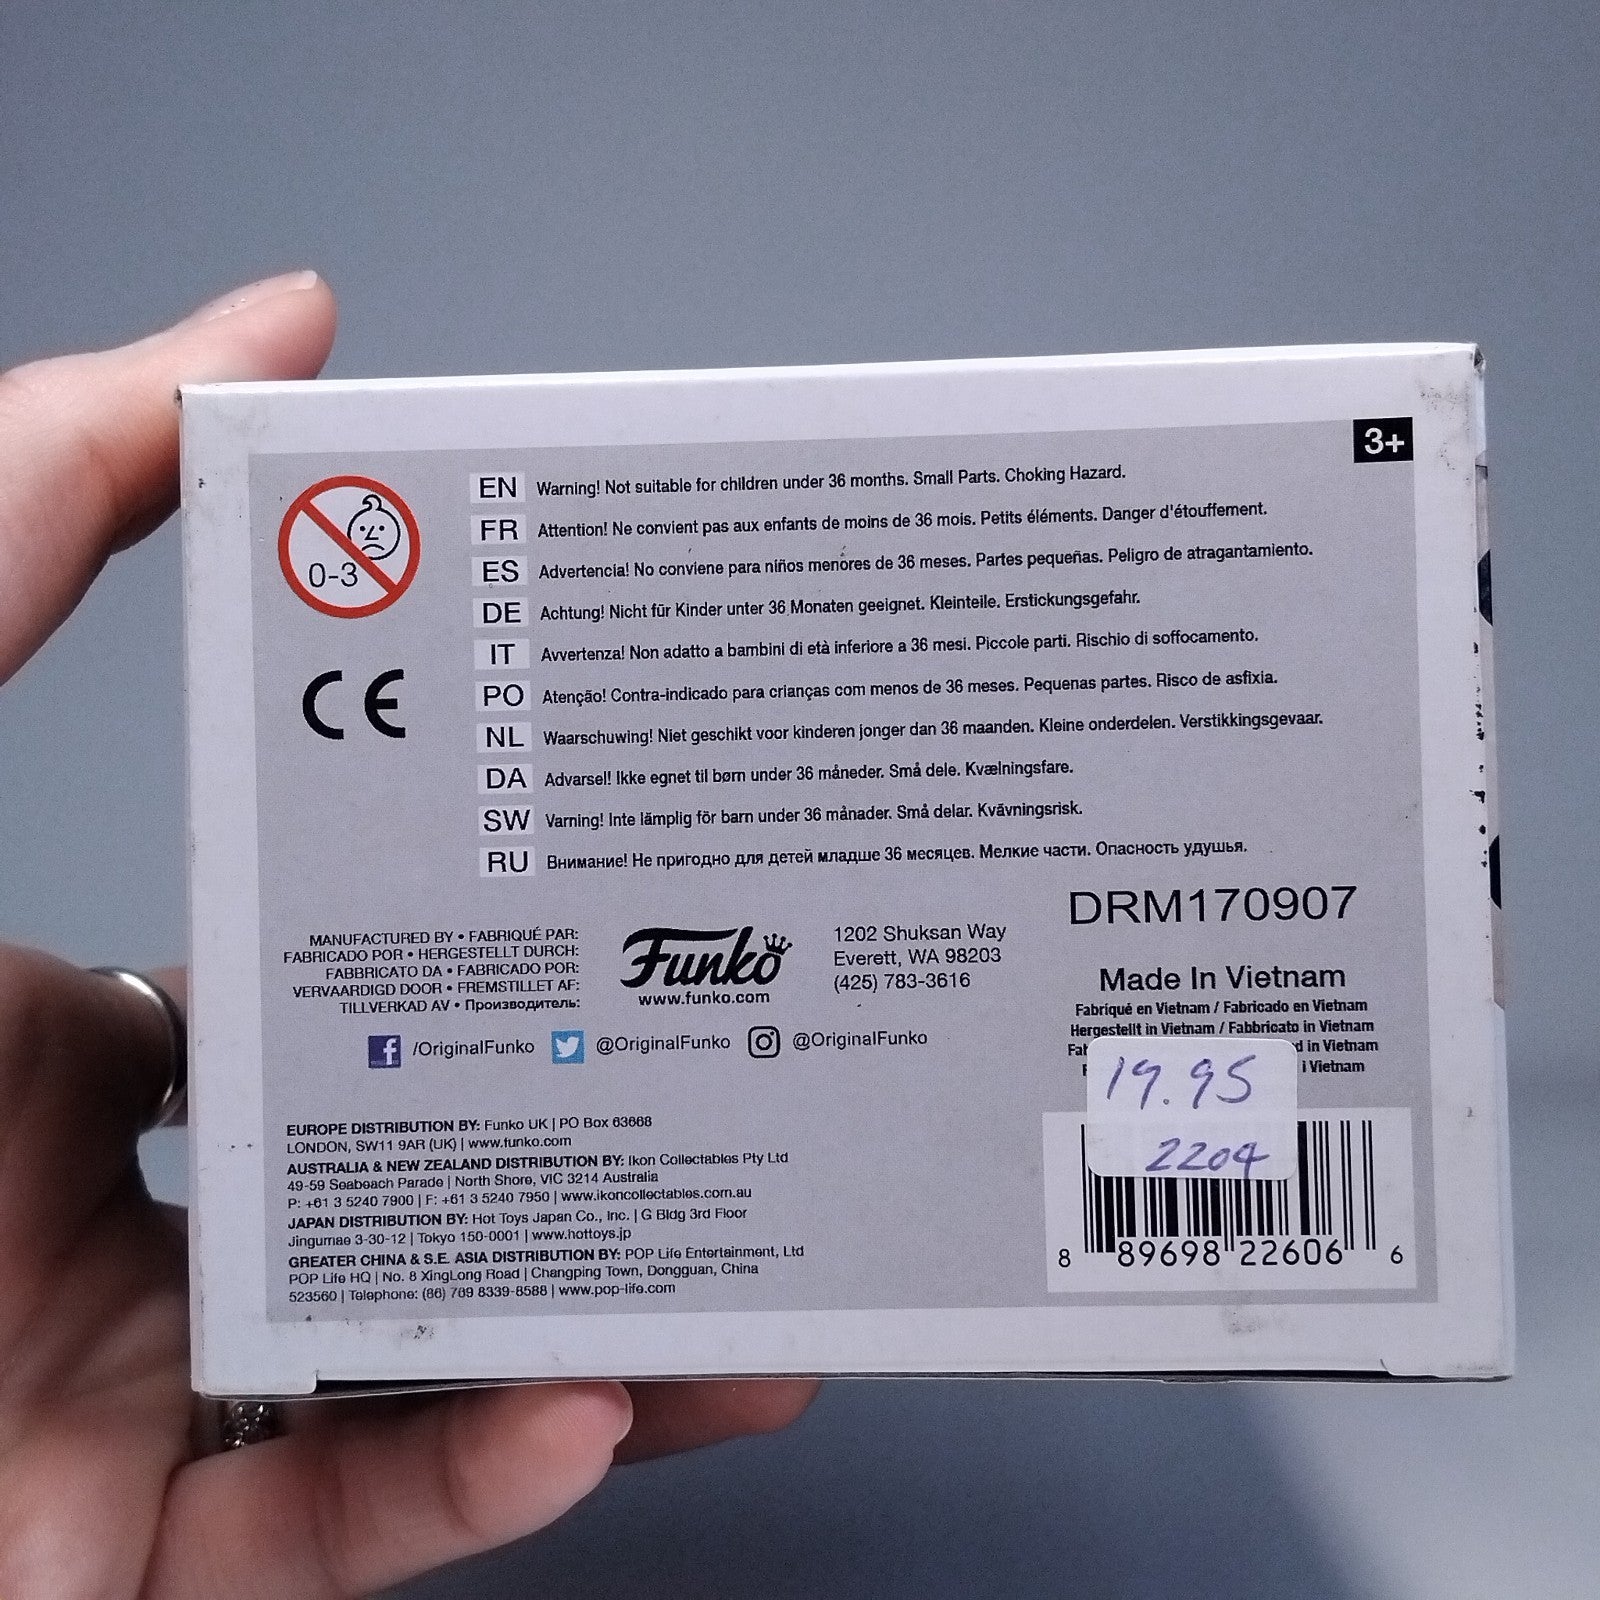 3+
0-3
EN Warning! Not suitable for children under 36 months. Small Parts. Choking Hazard.
FR Attention! Ne convient pas aux enfants de moins de 36 mois. Petits éléments. Danger d'étouffement.
ES Advertencia! No conviene para niños menores de 36 meses. Partes pequeñas. Peligro de atragantamiento.
DE Achtung! Nicht für Kinder unter 36 Monaten geeignet. Kleinteile. Erstickungsgefahr.
IT Avvertenza! Non adatto a bambini di età inferiore a 36 mesi. Piccole parti. Rischio di soffocamento.
PO Atenção! Contra-indicado para crianças com menos de 36 meses. Pequenas partes. Risco de asfixia.
NL Waarschuwing! Niet geschikt voor kinderen jonger dan 36 maanden. Kleine onderdelen. Verstikkingsgevaar.
DA Advarsel! Ikke egnet til børn under 36 måneder. Små dele. Kvælningsfare.
SW Varning! Inte lämplig för barn under 36 månader. Små delar. Kvävningsrisk.
RU Внимание! Не пригодно для детей младше 36 месяцев. Мелкие части. Опасность удушья.
CE
MANUFACTURED BY • FABRIQUÉ PAR:
FABRICADO POR • HERGESTELLT DURCH:
FABBRICATO DA • FABRICADO POR:
VERVAARDIGD DOOR • FREMSTILLET AF:
TILLVERKAD AV • Производитель:
Funko
www.funko.com
1202 Shuksan Way
Everett, WA 98203
(425) 783-3616
f /OriginalFunko @OriginalFunko @OriginalFunko
DRM170907
Made In Vietnam
Fabriqué en Vietnam / Fabricado en Vietnam
Hergestellt in Vietnam / Fabbricato in Vietnam
in Vietnam
i Vietnam
19.95
2204
8 89698 22606 6
EUROPE DISTRIBUTION BY: Funko UK | PO Box 63668
LONDON, SW11 9AR (UK) | www.funko.com
AUSTRALIA & NEW ZEALAND DISTRIBUTION BY: Ikon Collectables Pty Ltd
49-59 Seabeach Parade | North Shore, VIC 3214 Australia
P: +61 3 5240 7900 | F: +61 3 5240 7950 | www.ikoncollectables.com.au
JAPAN DISTRIBUTION BY: Hot Toys Japan Co., Inc. | G Bldg 3rd Floor
Jingumae 3-30-12 | Tokyo 150-0001 | www.hottoys.jp
GREATER CHINA & S.E. ASIA DISTRIBUTION BY: POP Life Entertainment, Ltd
POP Life HQ | No. 8 XingLong Road | Changping Town, Dongguan, China
523560 | Telephone: (86) 769 8339-8588 | www.pop-life.com